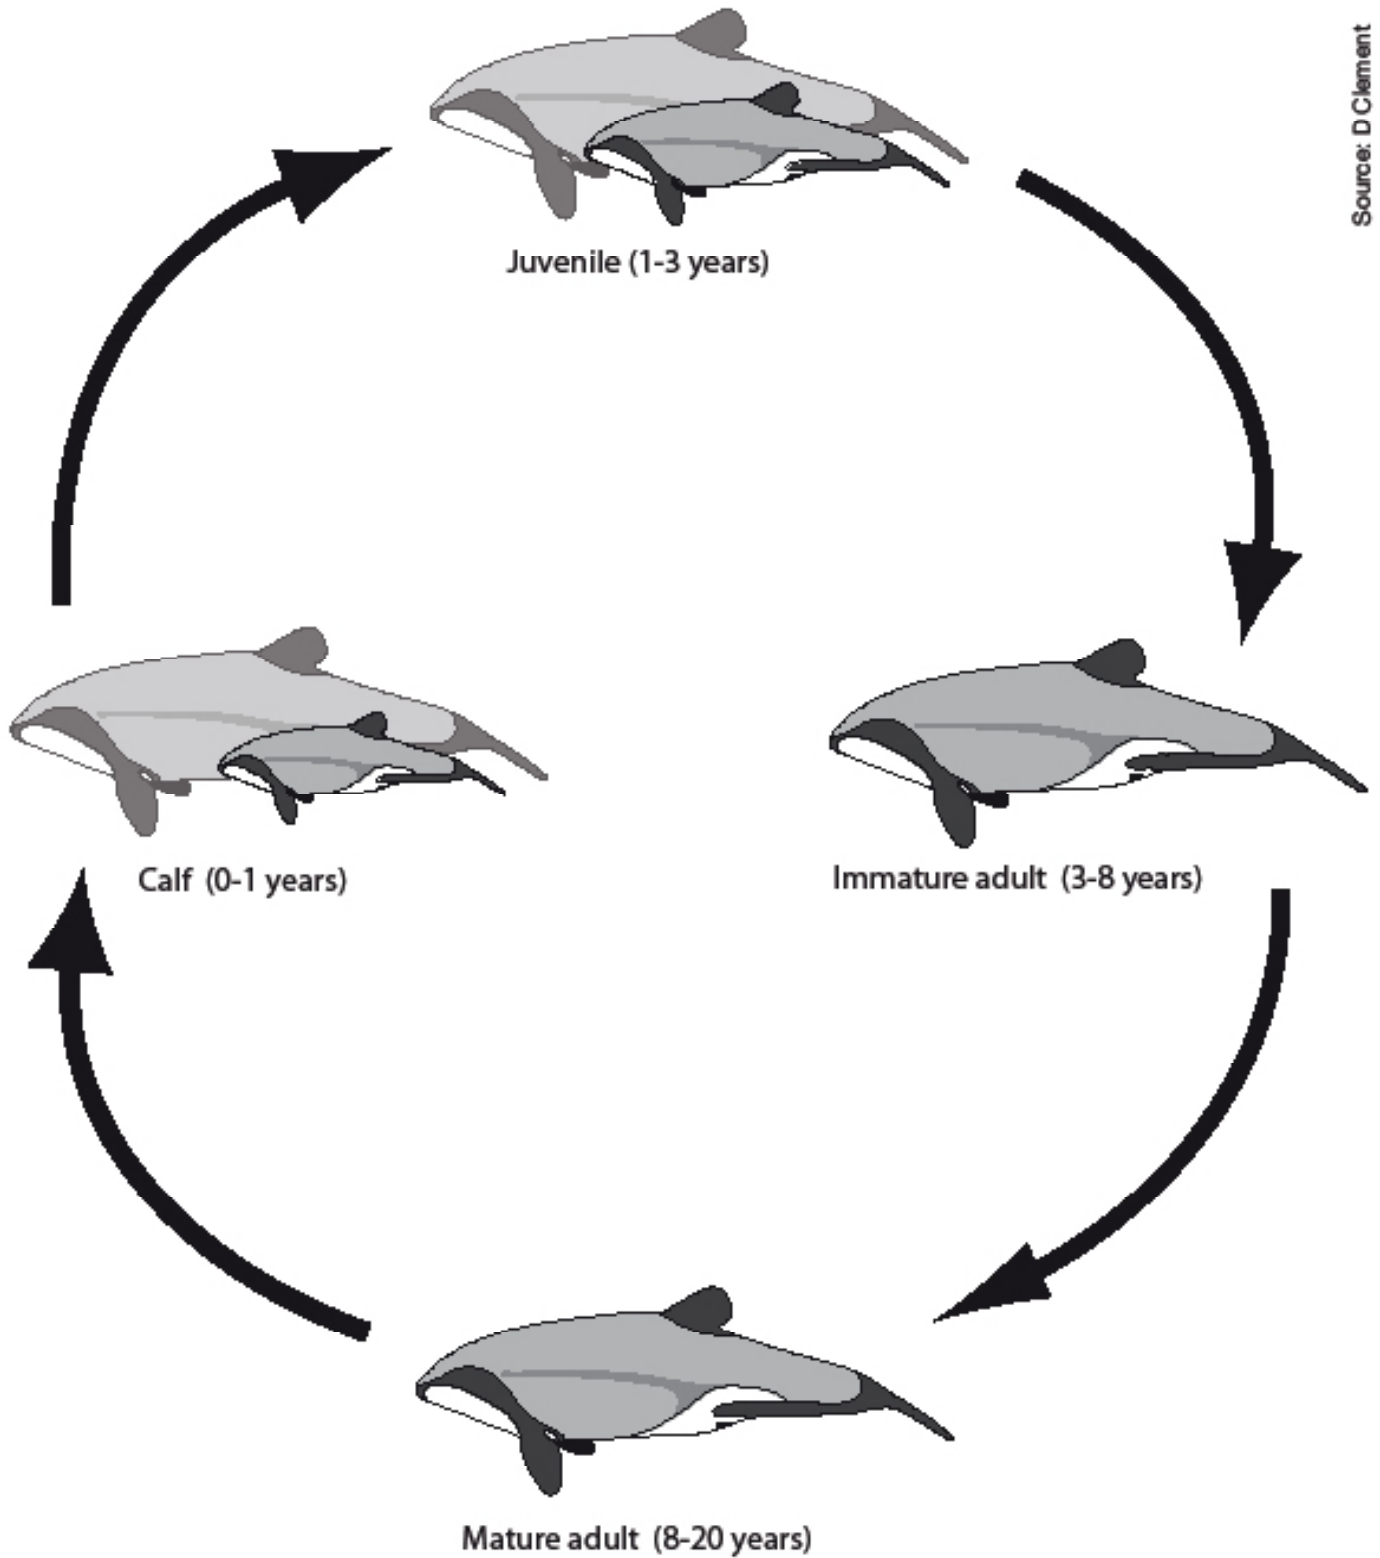 Source: D Clement
Juvenile (1-3 years)
Calf (0-1 years)
Immature adult (3-8 years)
Mature adult (8-20 years)